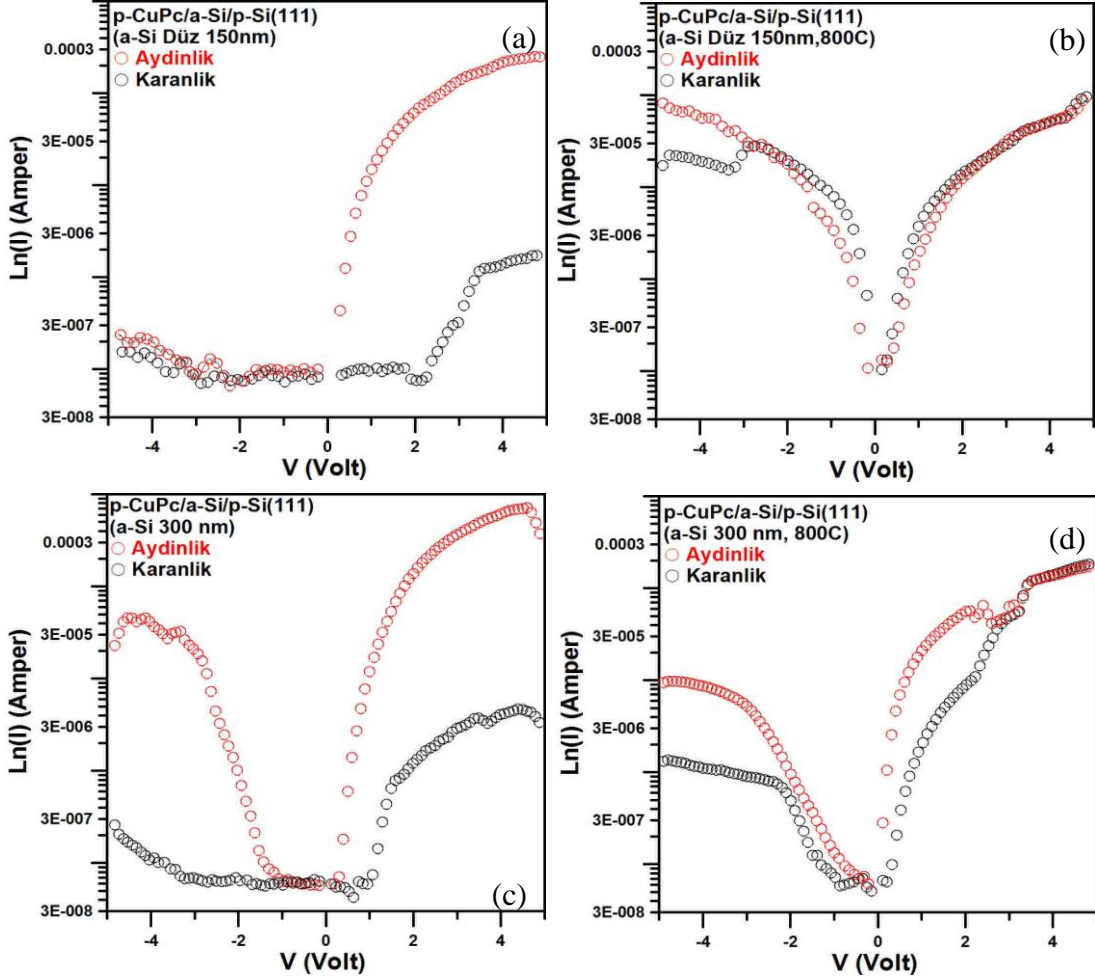 p-CuPc/a-Si/p-Si(111)
(a-Si Düz 150nm)
Aydinlik
Karanlik
(a)
0.0003
3E-005
3E-006
3E-007
3E-008
Ln(I) (Amper)
-4 -2 0 2 4
V (Volt)
p-CuPc/a-Si/p-Si(111)
(a-Si Düz 150nm,800C)
Aydinlik
Karanlik
(b)
0.0003
3E-005
3E-006
3E-007
3E-008
Ln(I) (Amper)
-4 -2 0 2 4
V (Volt)
p-CuPc/a-Si/p-Si(111)
(a-Si 300 nm)
Aydinlik
Karanlik
(c)
0.0003
3E-005
3E-006
3E-007
3E-008
Ln(I) (Amper)
-4 -2 0 2 4
V (Volt)
p-CuPc/a-Si/p-Si(111)
(a-Si 300 nm, 800C)
Aydinlik
Karanlik
(d)
0.0003
3E-005
3E-006
3E-007
3E-008
Ln(I) (Amper)
-4 -2 0 2 4
V (Volt)